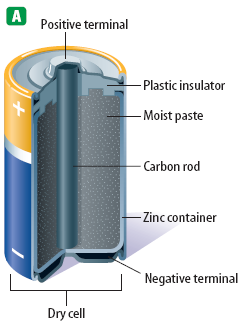 A
Positive terminal
Plastic insulator
Moist paste
Carbon rod
Zinc container
Negative terminal
Dry cell
+
−